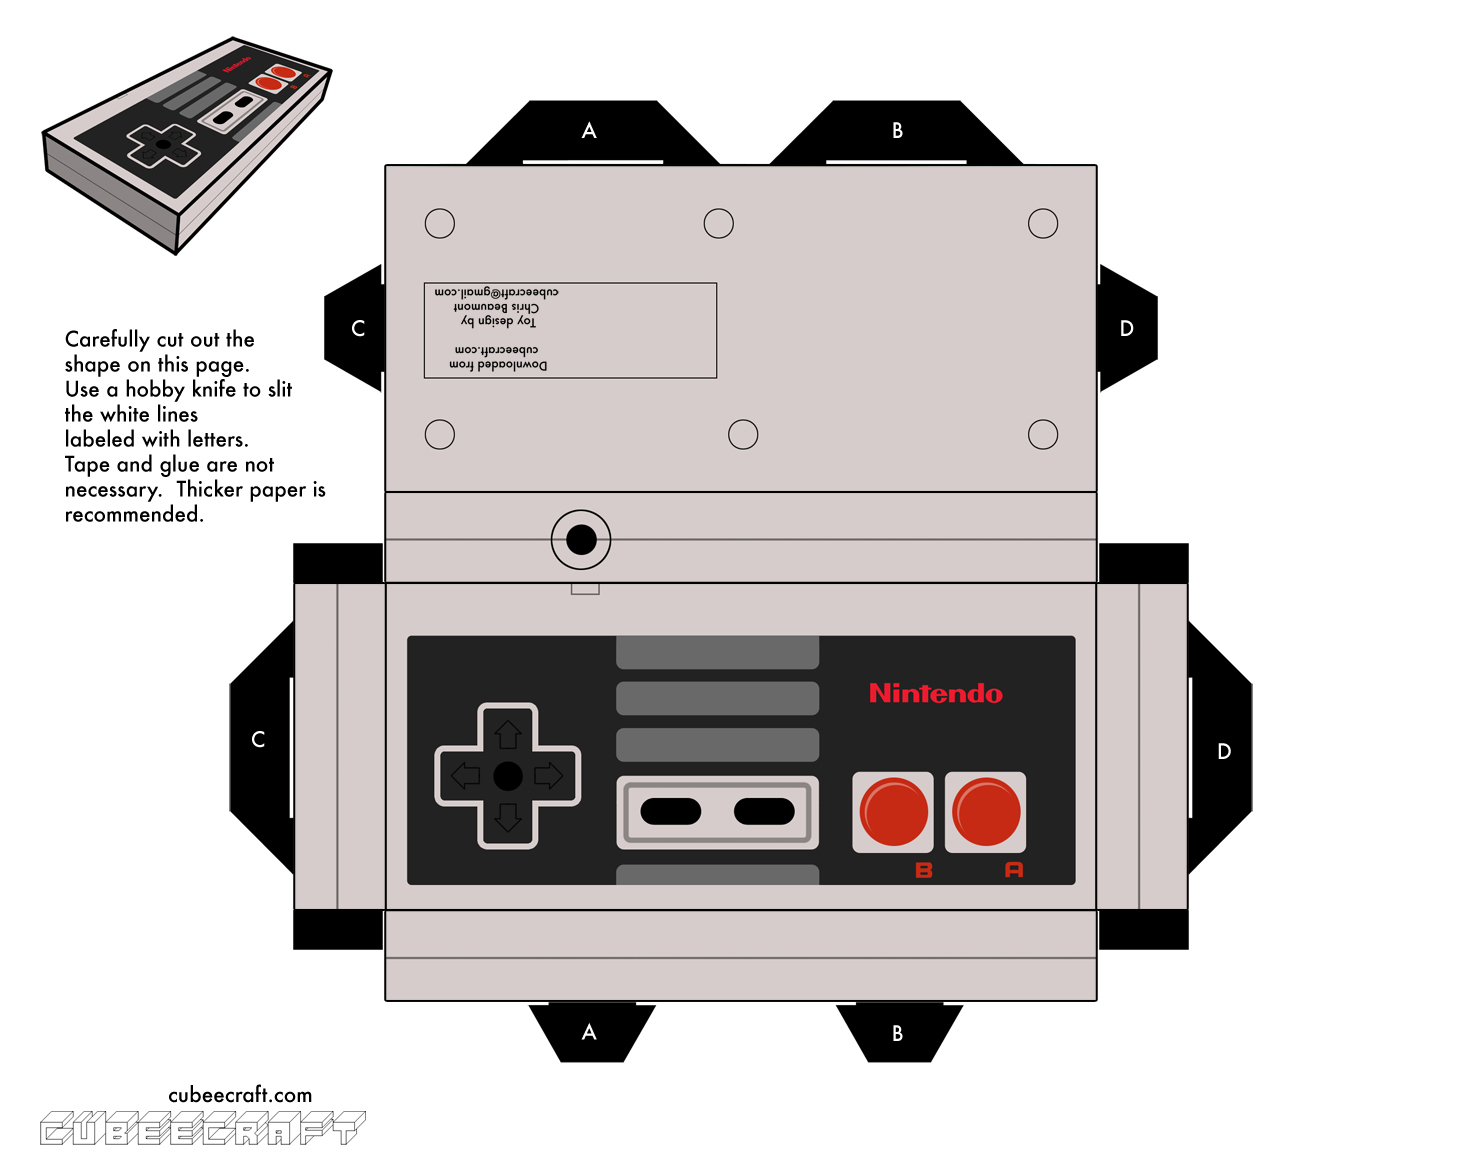 Nintendo
A
B
A
B
C
D
cubeecraft@gmail.com
Chris Beaumont
Toy design by
cubeecraft.com
Downloaded from
Carefully cut out the
shape on this page.
Use a hobby knife to slit
the white lines
labeled with letters.
Tape and glue are not
necessary.  Thicker paper is
recommended.
Nintendo
C
D
B
A
A
B
cubeecraft.com
CUBEECRAFT